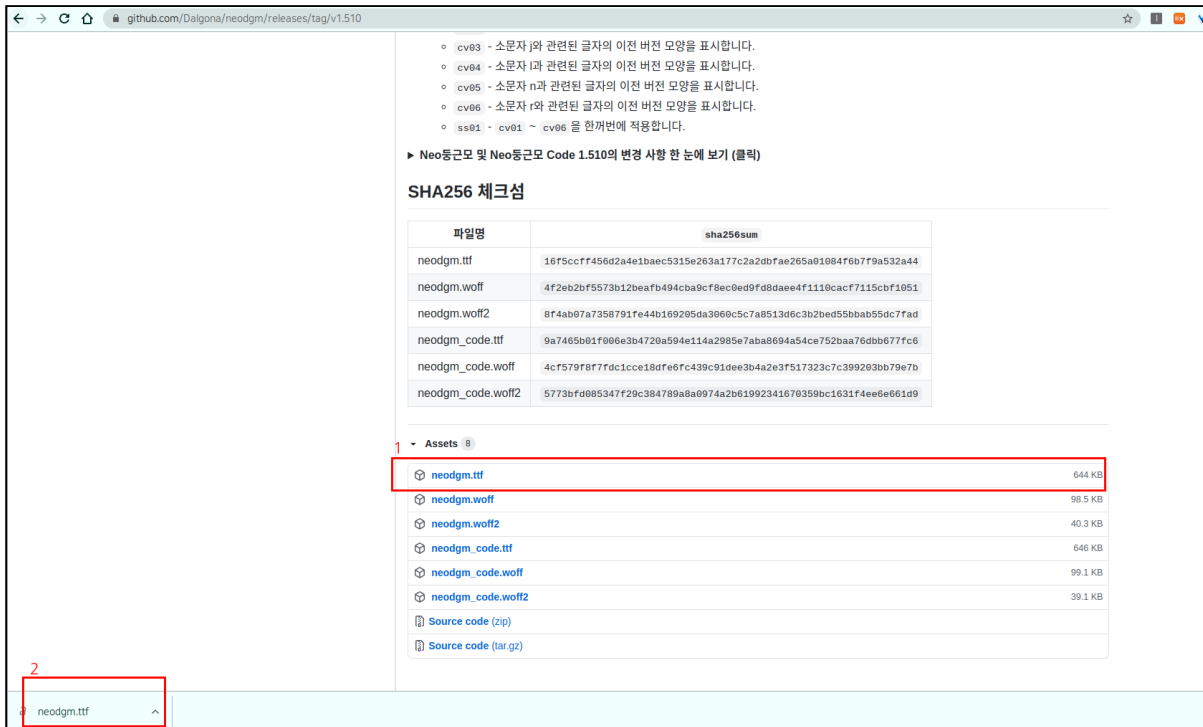 github.com/Dalgona/neodgm/releases/tag/v1.510
cv03 - 소문자 j와 관련된 글자의 이전 버전 모양을 표시합니다.
cv04 - 소문자 l과 관련된 글자의 이전 버전 모양을 표시합니다.
cv05 - 소문자 n과 관련된 글자의 이전 버전 모양을 표시합니다.
cv06 - 소문자 r와 관련된 글자의 이전 버전 모양을 표시합니다.
ss01 - cv01 ~ cv06 을 한꺼번에 적용합니다.
Neo둥근모 및 Neo둥근모 Code 1.510의 변경 사항 한 눈에 보기 (클릭)
SHA256 체크섬
파일명 sha256sum
neodgm.ttf 16f5ccff456d2a4e1baec5315e263a177c2a2dbfae265a01084f6b7f9a532a44
neodgm.woff 4f2eb2bf5573b12beafb494cba9cf8ec0ed9fd8daee4f1110cacf7115cbf1051
neodgm.woff2 8f4ab07a7358791fe44b169205da3060c5c7a8513d6c3b2bed55bbab55dc7fad
neodgm_code.ttf 9a7465b01f006e3b4720a594e114a2985e7aba8694a54ce752baa76dbb677fc6
neodgm_code.woff 4cf579f8f7fdc1cce18dfe6fc439c91dee3b4a2e3f517323c7c399203bb79e7b
neodgm_code.woff2 5773bfd085347f29c384789a8a0974a2b61992341670359bc1631f4ee6e661d9
1 Assets 8
neodgm.ttf 644 KB
neodgm.woff 98.5 KB
neodgm.woff2 40.3 KB
neodgm_code.ttf 646 KB
neodgm_code.woff 99.1 KB
neodgm_code.woff2 39.1 KB
Source code (zip)
Source code (tar.gz)
2
neodgm.ttf